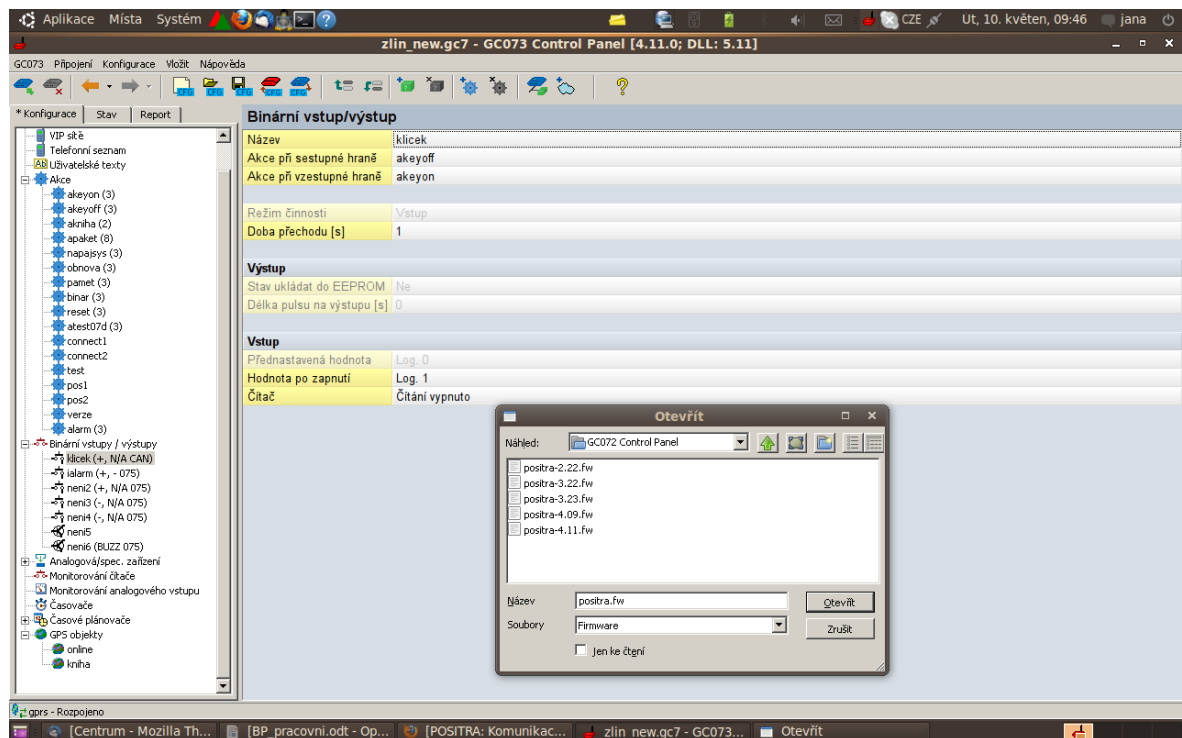 Aplikace Místa Systém CZE Út, 10. květen, 09:46 jana
zlin_new.gc7 - GC073 Control Panel [4.11.0; DLL: 5.11]
GC073 Připojení Konfigurace Vložit Nápověda
CFG CFG CFG CFG CFG
* Konfigurace Stav Report
VIP sítě
Telefonní seznam
Ab Uživatelské texty
Akce
akeyon (3)
akeyoff (3)
akniha (2)
apaket (8)
napajsys (3)
obnova (3)
pamet (3)
binar (3)
reset (3)
atest07d (3)
connect1
connect2
test
pos1
pos2
verze
alarm (3)
Binární vstupy / výstupy
klicek (+, N/A CAN)
ialarm (+, - 075)
neni2 (+, N/A 075)
neni3 (-, N/A 075)
neni4 (-, N/A 075)
neni5
neni6 (BUZZ 075)
Analogová/spec. zařízení
Monitorování čítače
Monitorování analogového vstupu
Časovače
Časové plánovače
GPS objekty
online
kniha
Binární vstup/výstup
Název klicek
Akce při sestupné hraně akeyoff
Akce při vzestupné hraně akeyon
Režim činnosti Vstup
Doba přechodu [s] 1
Výstup
Stav ukládat do EEPROM Ne
Délka pulsu na výstupu [s] 0
Vstup
Přednastavená hodnota Log. 0
Hodnota po zapnutí Log. 1
Čítač Čítání vypnuto
Otevřít
Náhled: GC072 Control Panel
positra-2.22.fw
positra-3.22.fw
positra-3.23.fw
positra-4.09.fw
positra-4.11.fw
Název positra.fw Otevřít
Soubory Firmware Zrušit
Jen ke čtení
gprs - Rozpojeno
[Centrum - Mozilla Th... [BP_pracovni.odt - Op... [POSITRA: Komunikac... zlin_new.gc7 - GC073... Otevřít